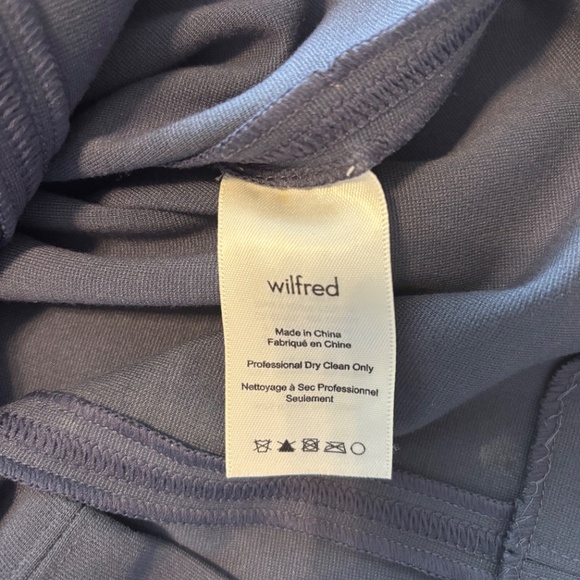 wilfred
Made in China
Fabriqué en Chine
Professional Dry Clean Only
Nettoyage à Sec Professionnel
Seulement